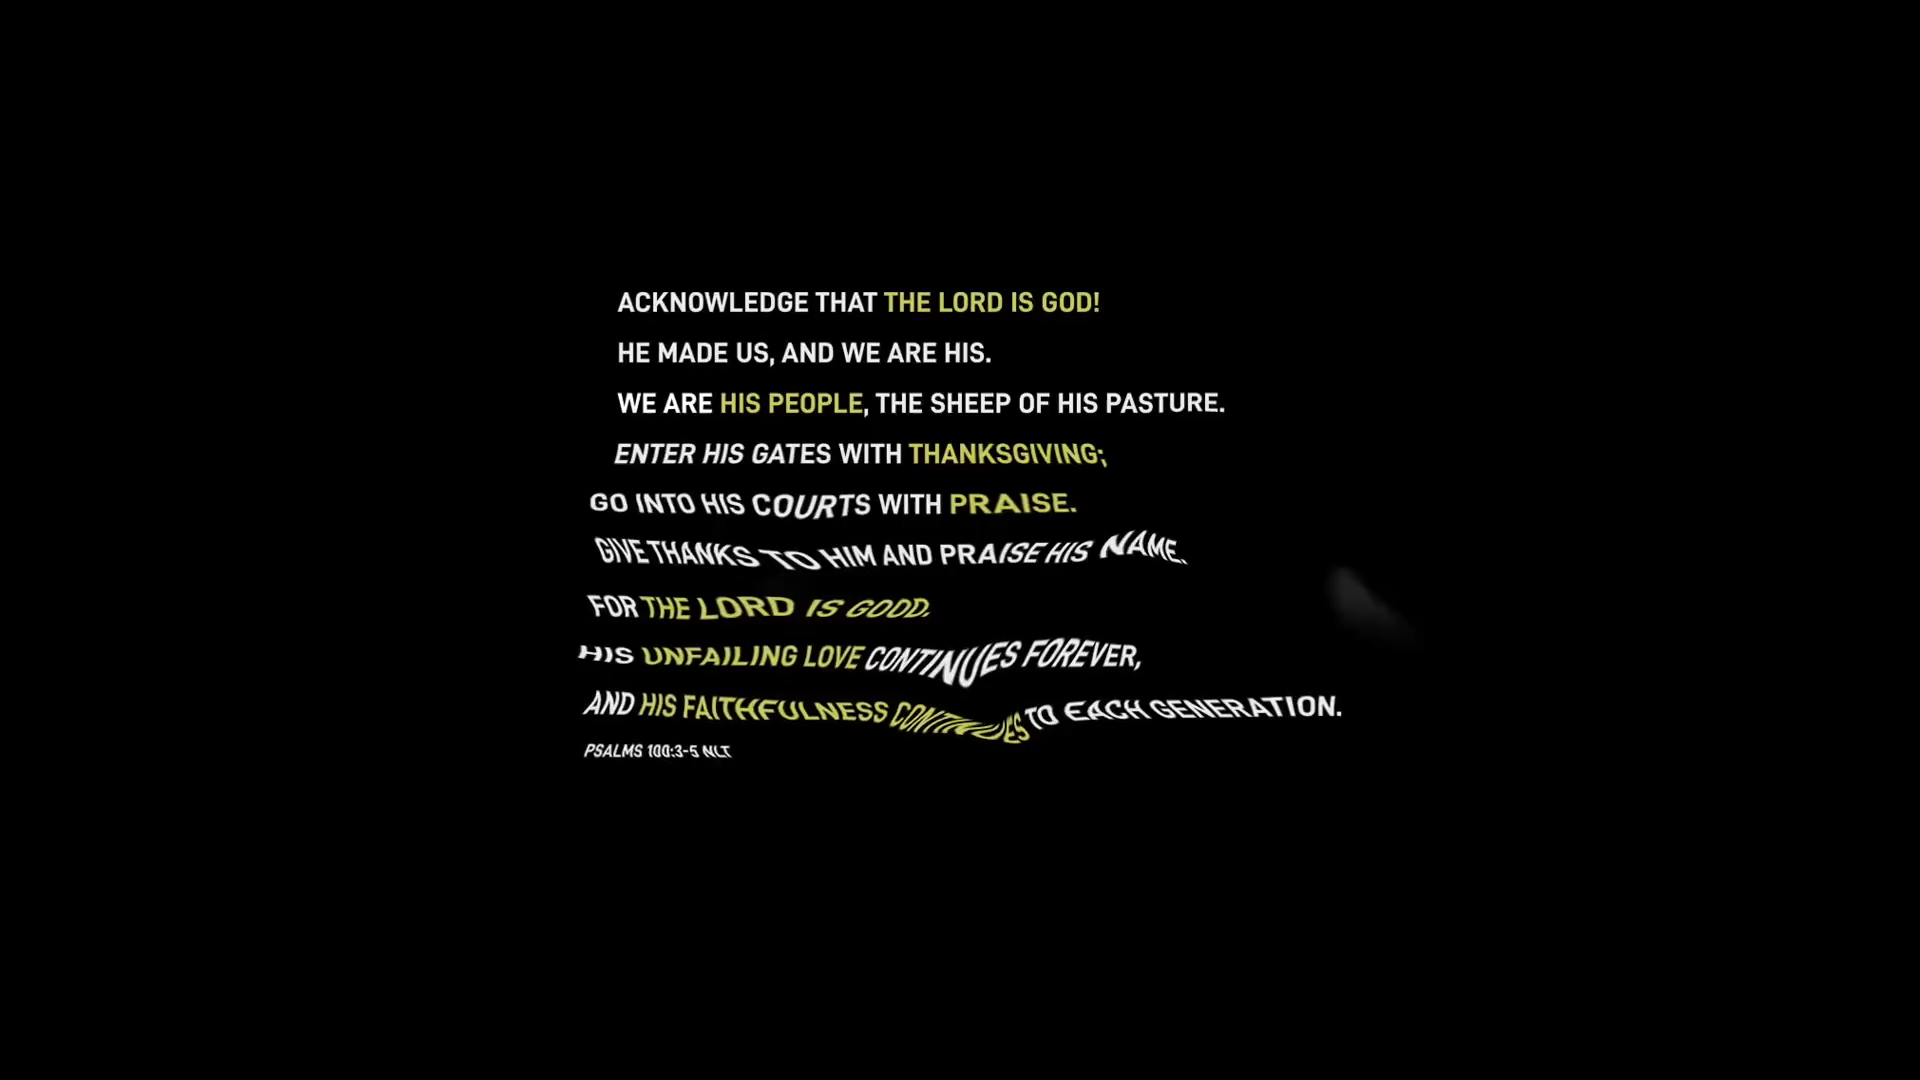 ACKNOWLEDGE THAT THE LORD IS GOD!
HE MADE US, AND WE ARE HIS.
WE ARE HIS PEOPLE, THE SHEEP OF HIS PASTURE.
ENTER HIS GATES WITH THANKSGIVING;
GO INTO HIS COURTS WITH PRAISE.
GIVE THANKS TO HIM AND PRAISE HIS NAME.
FOR THE LORD IS GOOD.
HIS UNFAILING LOVE CONTINUES FOREVER,
AND HIS FAITHFULNESS CONTINUES TO EACH GENERATION.
PSALMS 100:3-5 NLT